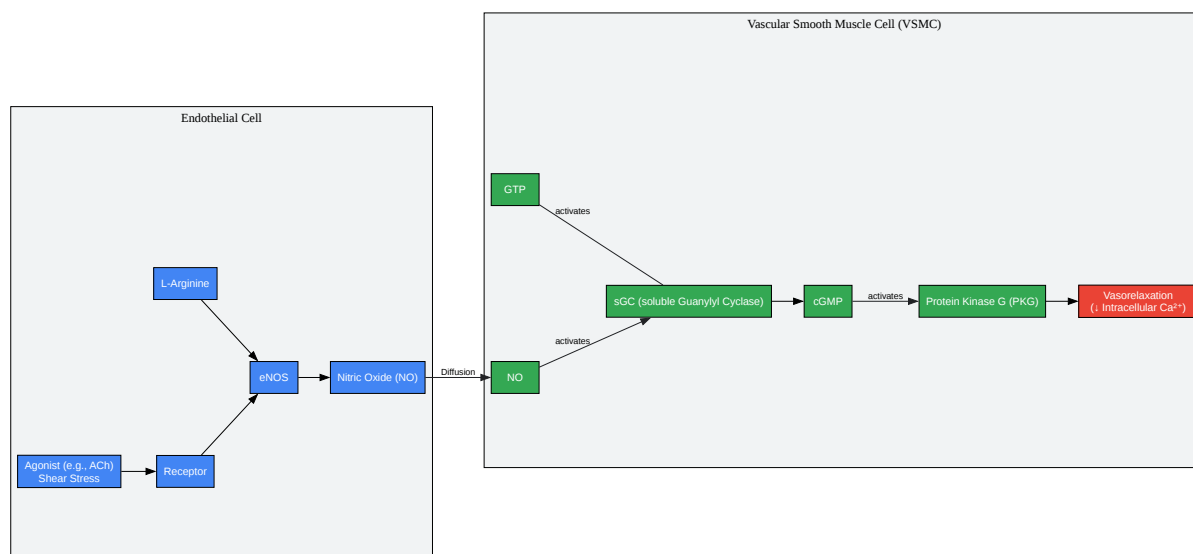 Vascular Smooth Muscle Cell (VSMC)
Endothelial Cell
GTP
activates
L-Arginine
sGC (soluble Guanylyl Cyclase)
cGMP
activates
Protein Kinase G (PKG)
Vasorelaxation
(↓ Intracellular Ca²⁺)
activates
eNOS
Nitric Oxide (NO)
Diffusion
NO
Agonist (e.g., ACh)
Shear Stress
Receptor